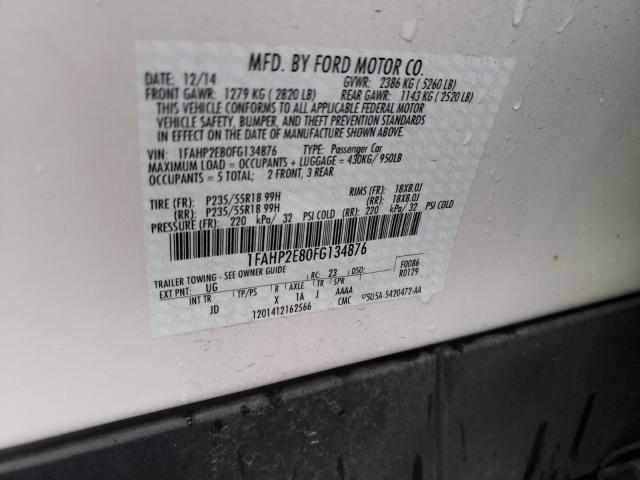 MFD. BY FORD MOTOR CO.
DATE: 12/14 GVWR: 2386 KG ( 5260 LB)
FRONT GAWR: 1279 KG ( 2820 LB) REAR GAWR: 1143 KG ( 2520 LB)
THIS VEHICLE CONFORMS TO ALL APPLICABLE FEDERAL MOTOR
VEHICLE SAFETY, BUMPER, AND THEFT PREVENTION STANDARDS
IN EFFECT ON THE DATE OF MANUFACTURE SHOWN ABOVE.
VIN: 1FAHP2E80FG134876 TYPE: Passenger Car
MAXIMUM LOAD = OCCUPANTS + LUGGAGE = 430KG/ 950LB
OCCUPANTS = 5 TOTAL; 2 FRONT, 3 REAR
TIRE (FR): P235/55R18 99H RIMS (FR): 18X8.0J
(RR): P235/55R18 99H (RR): 18X8.0J
PRESSURE (FR): 220 kPa/ 32 PSI COLD (RR): 220 kPa/ 32 PSI COLD
1FAHP2E80FG134876
TRAILER TOWING - SEE OWNER GUIDE RC: 23 DSO: F0086
EXT PNT: UG R0129
INT TR TP/PS R AXLE TR SPR
JD X 1A J AAAA
1201412162566 CMC 5U5A-5420472-AA